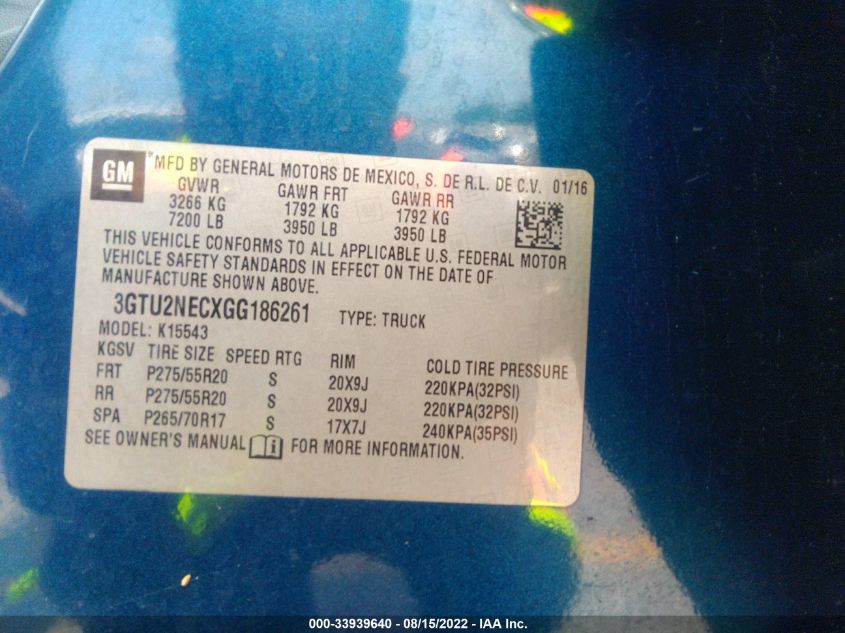 GM MFD BY GENERAL MOTORS DE MEXICO, S. DE R.L. DE C.V. 01/16
GVWR GAWR FRT GAWR RR
3266 KG 1792 KG 1792 KG
7200 LB 3950 LB 3950 LB
THIS VEHICLE CONFORMS TO ALL APPLICABLE U.S. FEDERAL MOTOR
VEHICLE SAFETY STANDARDS IN EFFECT ON THE DATE OF
MANUFACTURE SHOWN ABOVE.
3GTU2NECXGG186261 TYPE: TRUCK
MODEL: K15543
KGSV TIRE SIZE SPEED RTG RIM COLD TIRE PRESSURE
FRT P275/55R20 S 20X9J 220KPA(32PSI)
RR P275/55R20 S 20X9J 220KPA(32PSI)
SPA P265/70R17 S 17X7J 240KPA(35PSI)
SEE OWNER'S MANUAL i FOR MORE INFORMATION.
000-33939640 - 08/15/2022 - IAA Inc.